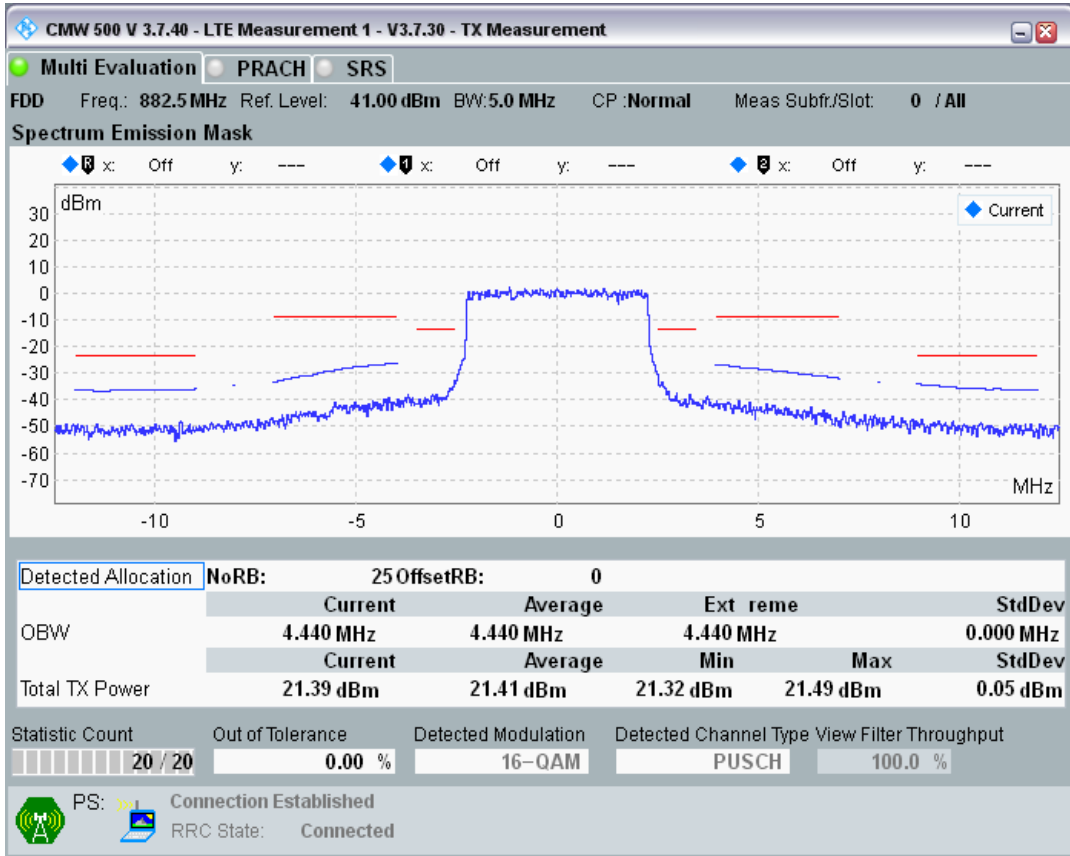 CMW 500 V 3.7.40 - LTE Measurement 1 - V3.7.30 - TX Measurement
Multi Evaluation PRACH SRS
FDD Freq.: 882.5 MHz Ref. Level: 41.00 dBm BW: 5.0 MHz CP : Normal Meas Subfr./Slot: 0 / All
Spectrum Emission Mask
R x: Off y: --- 1 x: Off y: --- 2 x: Off y: ---
dBm
Current
30
20
10
0
-10
-20
-30
-40
-50
-60
-70
MHz
-10 -5 0 5 10
Detected Allocation NoRB: 25 OffsetRB: 0
Current Average Ext reme StdDev
OBW 4.440 MHz 4.440 MHz 4.440 MHz 0.000 MHz
Current Average Min Max StdDev
Total TX Power 21.39 dBm 21.41 dBm 21.32 dBm 21.49 dBm 0.05 dBm
Statistic Count Out of Tolerance Detected Modulation Detected Channel Type View Filter Throughput
20 / 20 0.00 % 16-QAM PUSCH 100.0 %
PS: Connection Established
RRC State: Connected